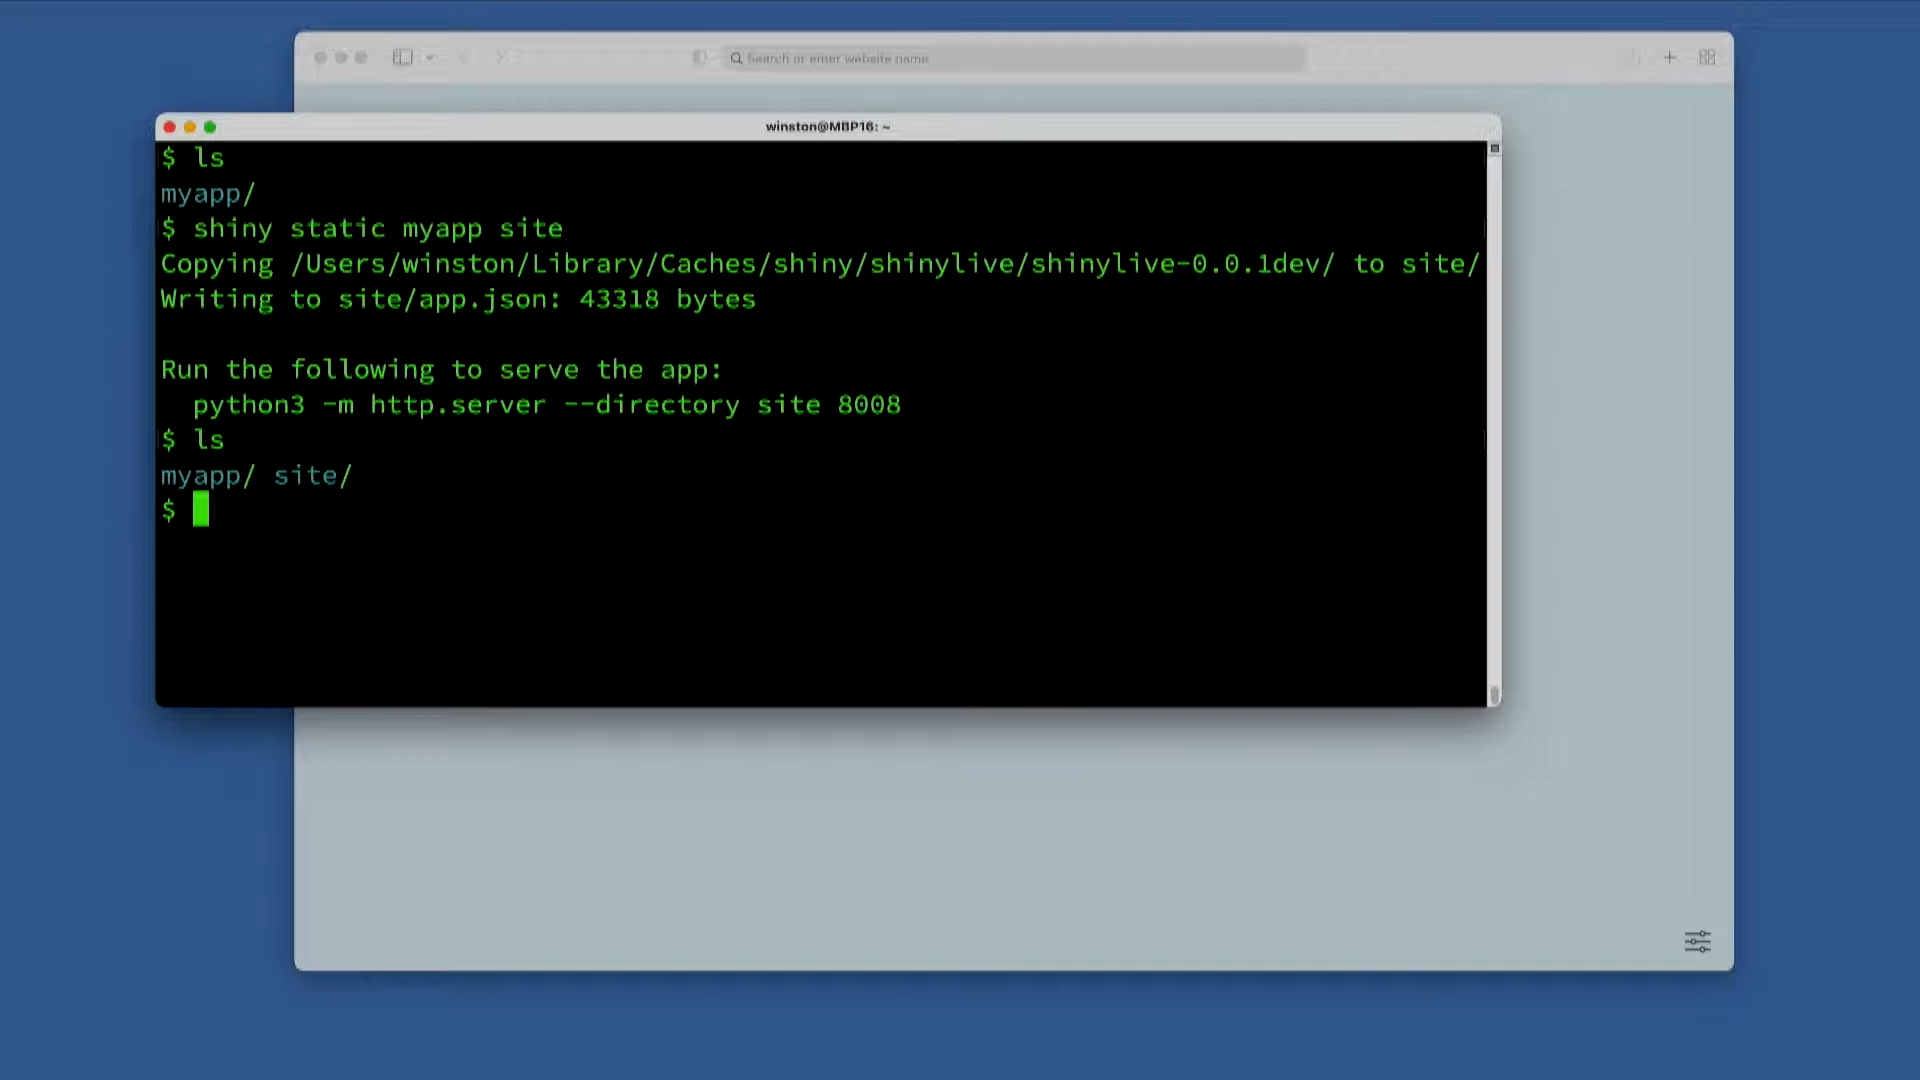 Search or enter website name
winston@MBP16: ~
$ ls
myapp/
$ shiny static myapp site
Copying /Users/winston/Library/Caches/shiny/shinylive/shinylive-0.0.1dev/ to site/
Writing to site/app.json: 43318 bytes
Run the following to serve the app:
python3 -m http.server --directory site 8008
$ ls
myapp/ site/
$